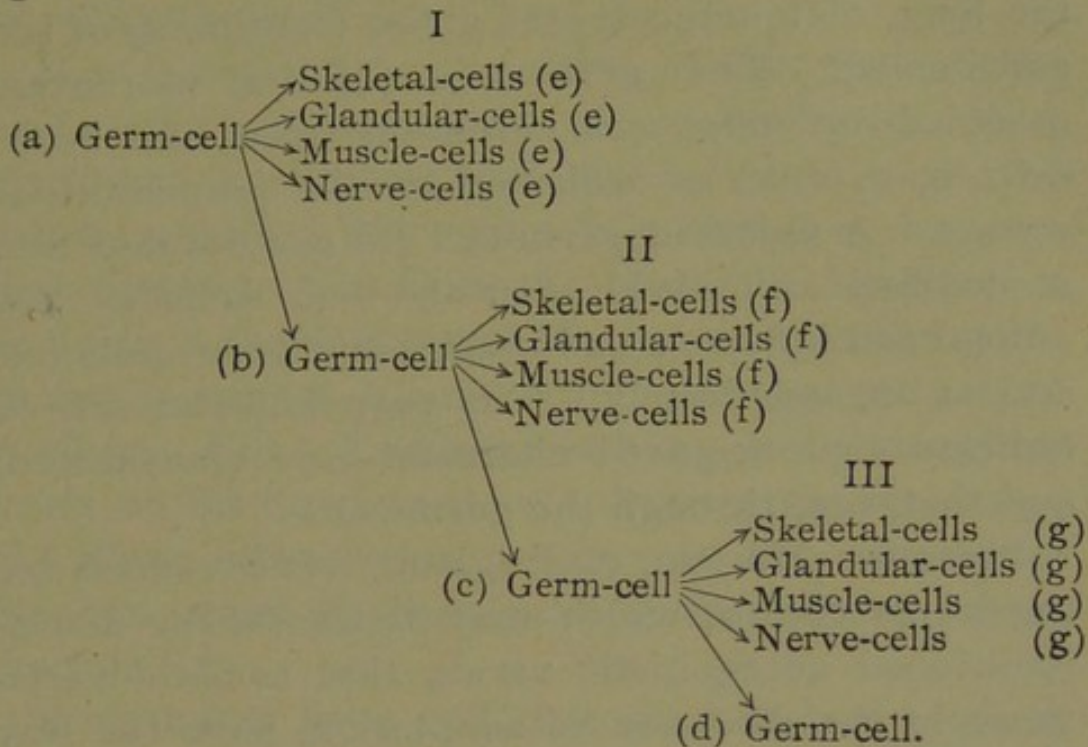 I
Skeletal-cells (e)
Glandular-cells (e)
(a) Germ-cell
Muscle-cells (e)
Nerve-cells (e)
II
Skeletal-cells (f)
Glandular-cells (f)
(b) Germ-cell
Muscle-cells (f)
Nerve-cells (f)
III
Skeletal-cells (g)
Glandular-cells (g)
(c) Germ-cell
Muscle-cells (g)
Nerve-cells (g)
(d) Germ-cell.